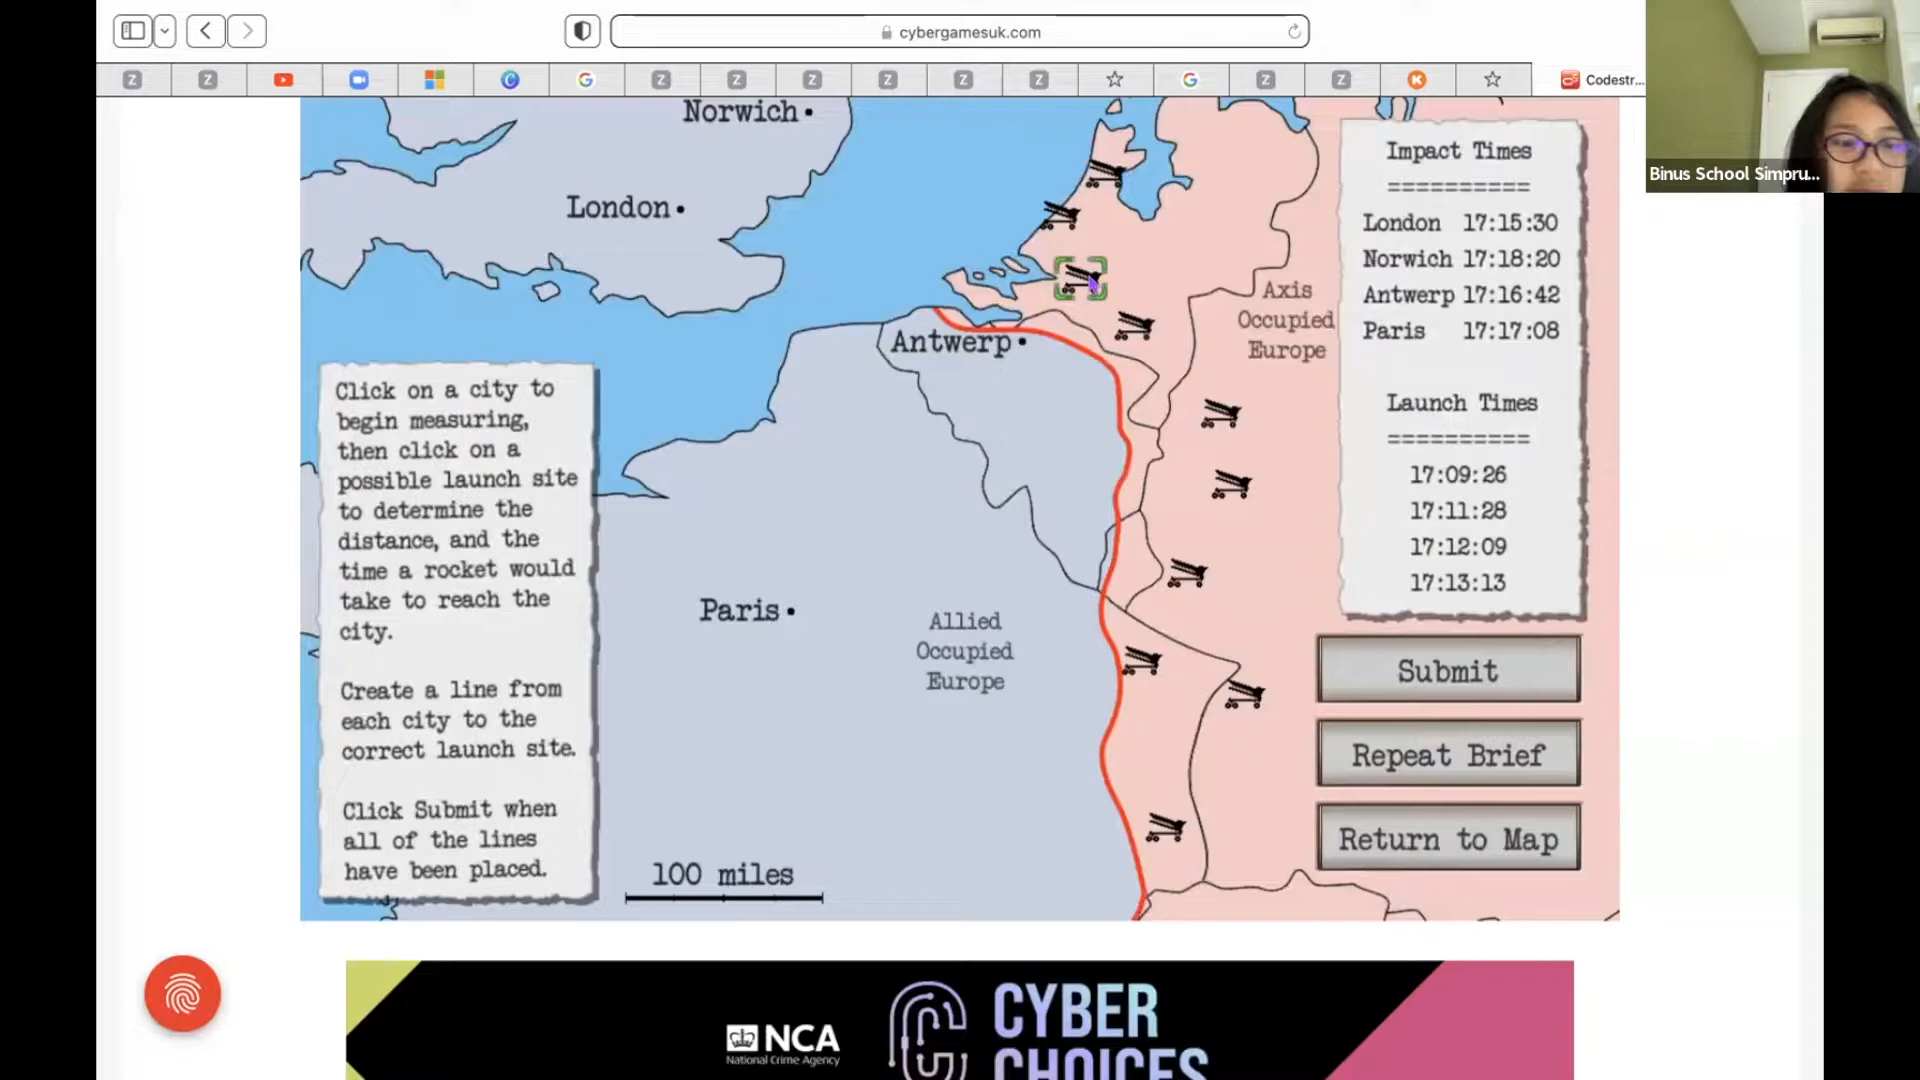 cybergamesuk.com
Codestr...
Binus School Simpru...
Norwich
London
Antwerp
Paris
Axis
Occupied
Europe
Allied
Occupied
Europe
100 miles
Click on a city to
begin measuring,
then click on a
possible launch site
to determine the
distance, and the
time a rocket would
take to reach the
city.
Create a line from
each city to the
correct launch site.
Click Submit when
all of the lines
have been placed.
Impact Times
==========
London 17:15:30
Norwich 17:18:20
Antwerp 17:16:42
Paris 17:17:08
Launch Times
==========
17:09:26
17:11:28
17:12:09
17:13:13
Submit
Repeat Brief
Return to Map
NCA
National Crime Agency
CYBER
CHOICES